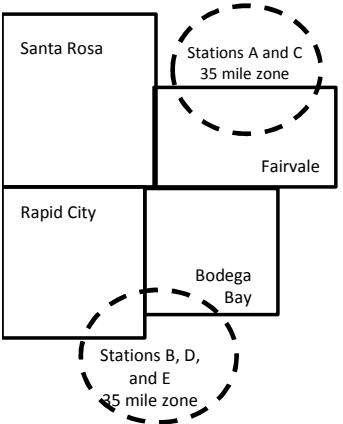 Santa Rosa
Stations A and C
35 mile zone
Fairvale
Rapid City
Bodega
Bay
Stations B, D,
and E
35 mile zone